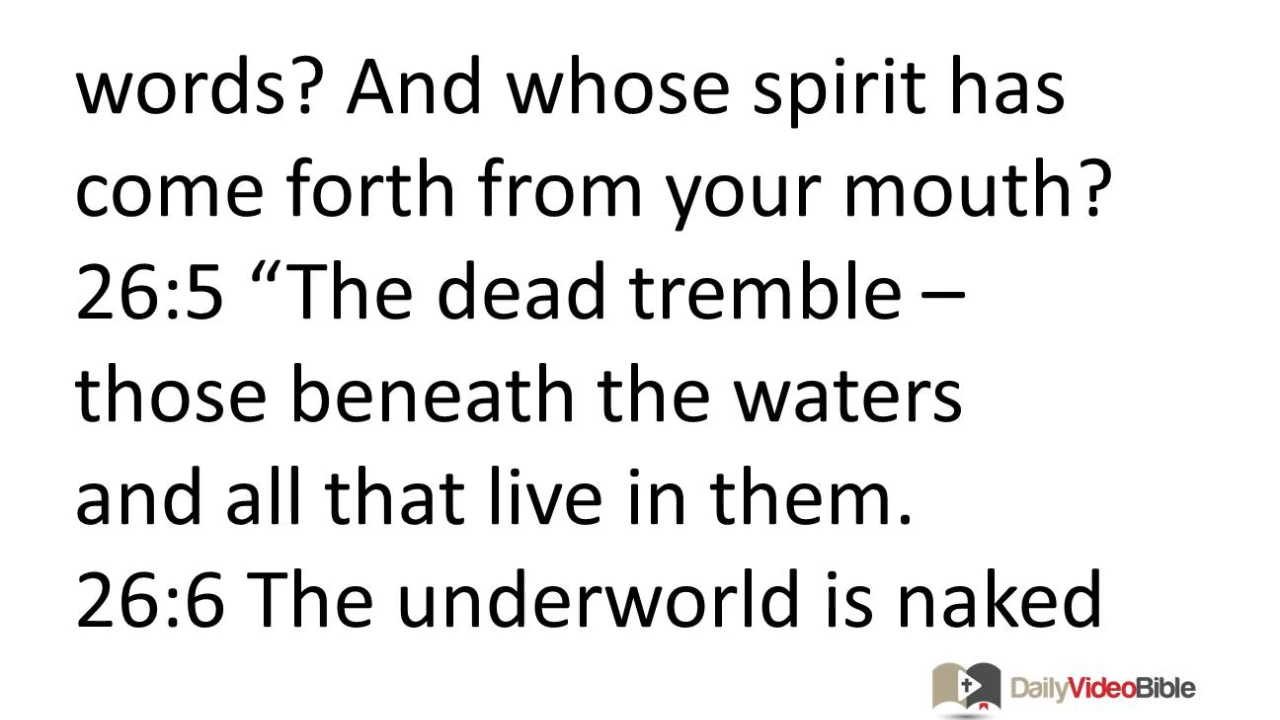 words? And whose spirit has
come forth from your mouth?
26:5 “The dead tremble –
those beneath the waters
and all that live in them.
26:6 The underworld is naked
DailyVideoBible